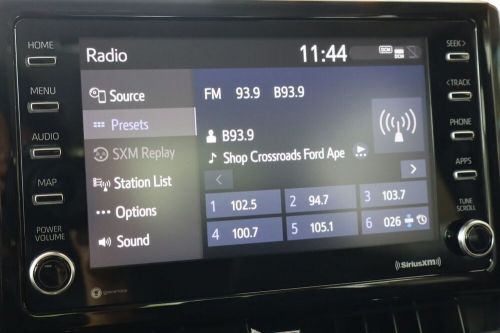 HOME
MENU
AUDIO
MAP
POWER
VOLUME
Radio
11:44
DCM
DCM
Source
Presets
SXM Replay
Station List
Options
Sound
FM 93.9 B93.9
B93.9
Shop Crossroads Ford Ape
1 102.5
2 94.7
3 103.7
4 100.7
5 105.1
6 026
SEEK>
<TRACK
PHONE
APPS
TUNE
SCROLL
((SiriusXM))